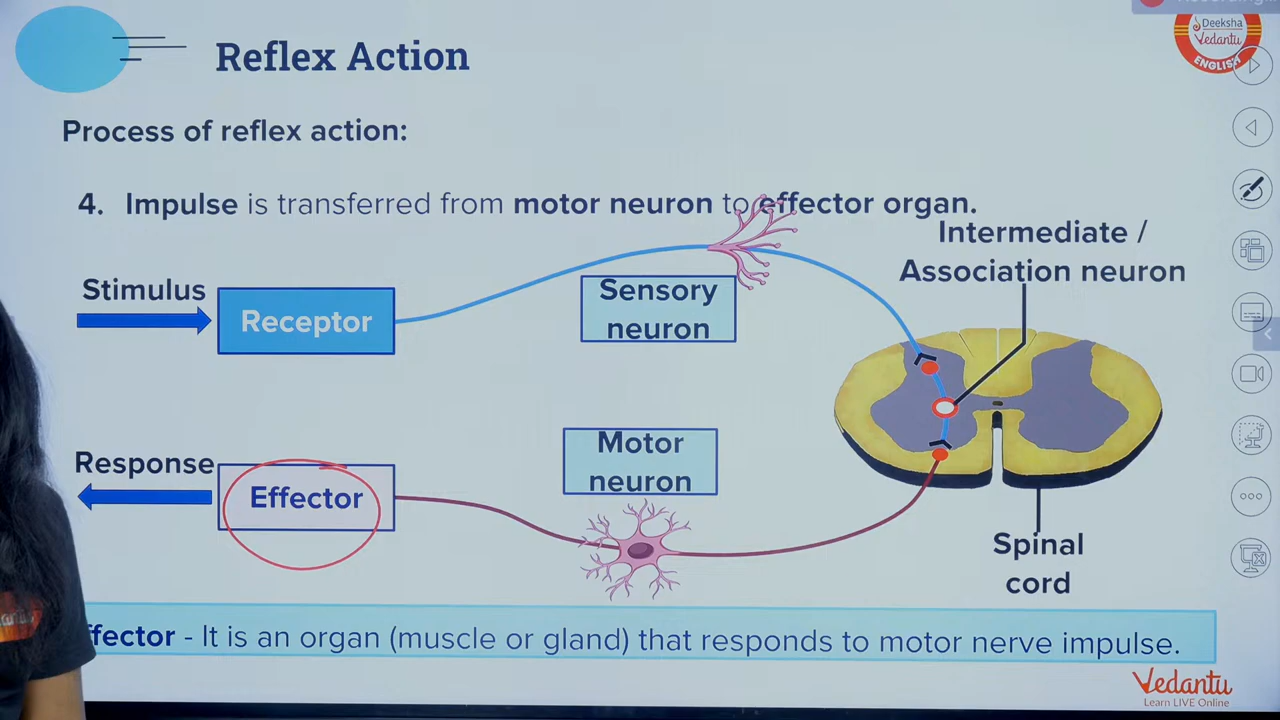 Recording...
Deeksha
Vedantu
ENGLISH
Reflex Action
Process of reflex action:
4. Impulse is transferred from motor neuron to effector organ.
Intermediate /
Association neuron
Stimulus
Receptor
Sensory
neuron
Motor
neuron
Response
Effector
Spinal
cord
ffector - It is an organ (muscle or gland) that responds to motor nerve impulse.
Vedantu
Learn LIVE Online